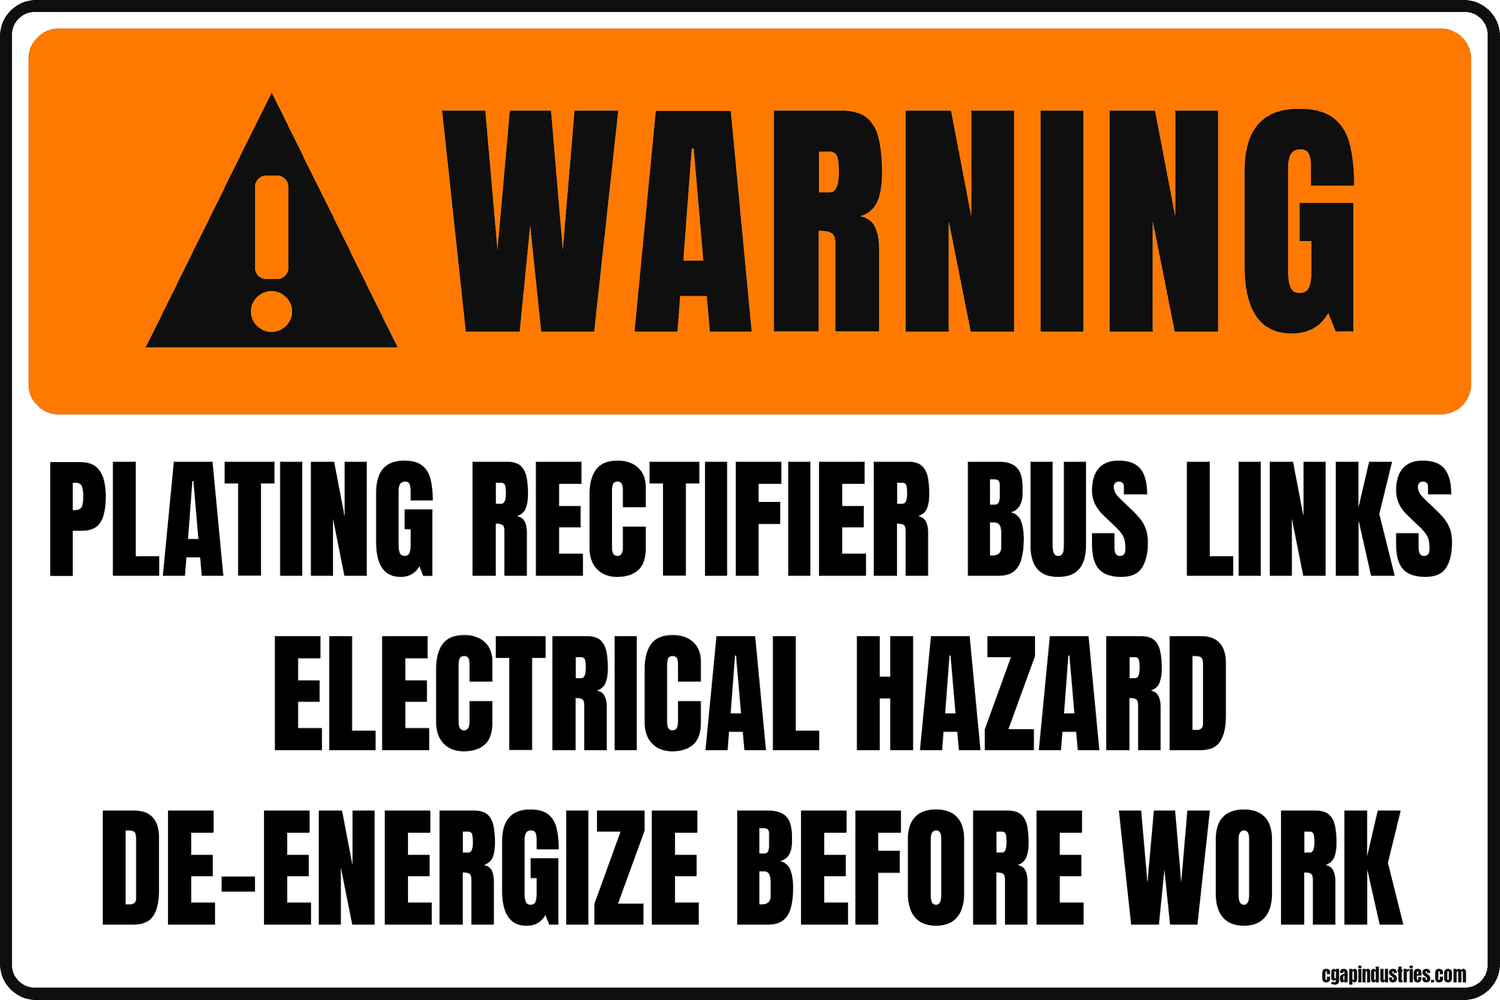 WARNING
PLATING RECTIFIER BUS LINKS
ELECTRICAL HAZARD
DE-ENERGIZE BEFORE WORK
cgapindustries.com